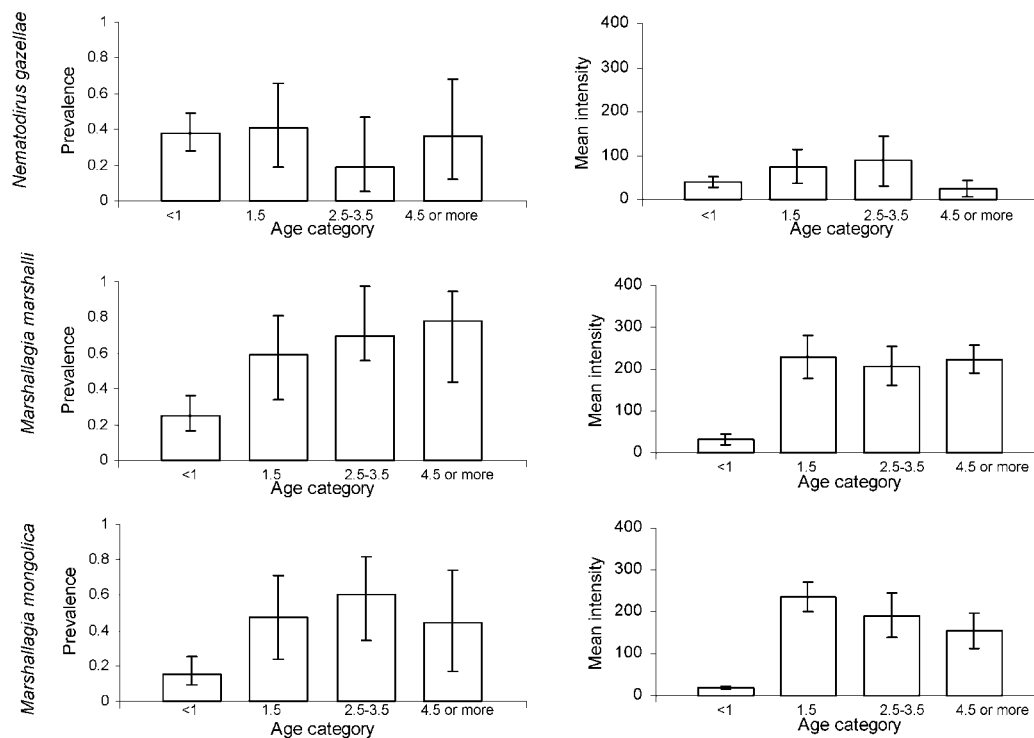 Nematodirus gazellae
Prevalence
1
0.8
0.6
0.4
0.2
0
<1 1.5 2.5-3.5 4.5 or more
Age category
Mean intensity
400
300
200
100
0
<1 1.5 2.5-3.5 4.5 or more
Age category
Marshallagia marshalli
Prevalence
1
0.8
0.6
0.4
0.2
0
<1 1.5 2.5-3.5 4.5 or more
Age category
Mean intensity
400
300
200
100
0
<1 1.5 2.5-3.5 4.5 or more
Age category
Marshallagia mongolica
Prevalence
1
0.8
0.6
0.4
0.2
0
<1 1.5 2.5-3.5 4.5 or more
Age category
Mean intensity
400
300
200
100
0
<1 1.5 2.5-3.5 4.5 or more
Age category